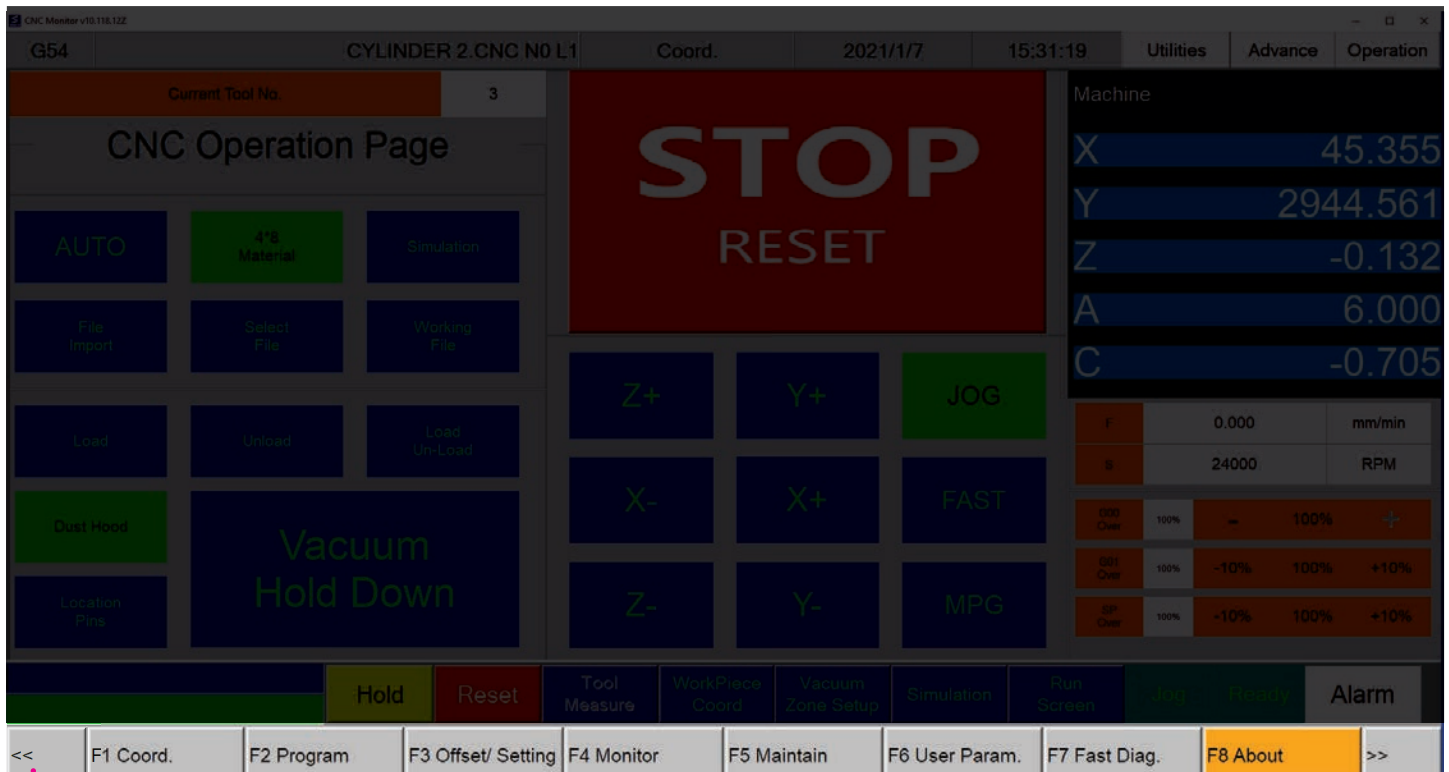 CNC Monitor v10.118.12Z
G54 CYLINDER 2.CNC N0 L1 Coord. 2021/1/7 15:31:19 Utilities Advance Operation
Current Tool No. 3
CNC Operation Page
AUTO
4*8
Material
Simulation
File
Import
Select
File
Working
File
Load
Unload
Load
Un-Load
Dust Hood
Location
Pins
Vacuum
Hold Down
STOP
RESET
Z+ Y+ JOG
X- X+ FAST
Z- Y- MPG
Machine
X 45.355
Y 2944.561
Z -0.132
A 6.000
C -0.705
F 0.000 mm/min
S 24000 RPM
G00
Over
100% - 100% +
G01
Over
100% -10% 100% +10%
SP
Over
100% -10% 100% +10%
Hold
Reset
Tool
Measure
WorkPiece
Coord
Vacuum
Zone Setup
Simulation
Run
Screen
Jog
Ready
Alarm
<< F1 Coord. F2 Program F3 Offset/ Setting F4 Monitor F5 Maintain F6 User Param. F7 Fast Diag. F8 About >>